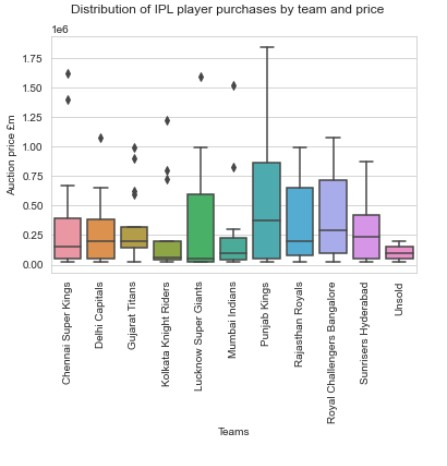 Distribution of IPL player purchases by team and price
1e6
1.75
1.50
1.25
1.00
0.75
0.50
0.25
0.00
Auction price £m
Chennai Super Kings
Delhi Capitals
Gujarat Titans
Kolkata Knight Riders
Lucknow Super Giants
Mumbai Indians
Punjab Kings
Rajasthan Royals
Royal Challengers Bangalore
Sunrisers Hyderabad
Unsold
Teams